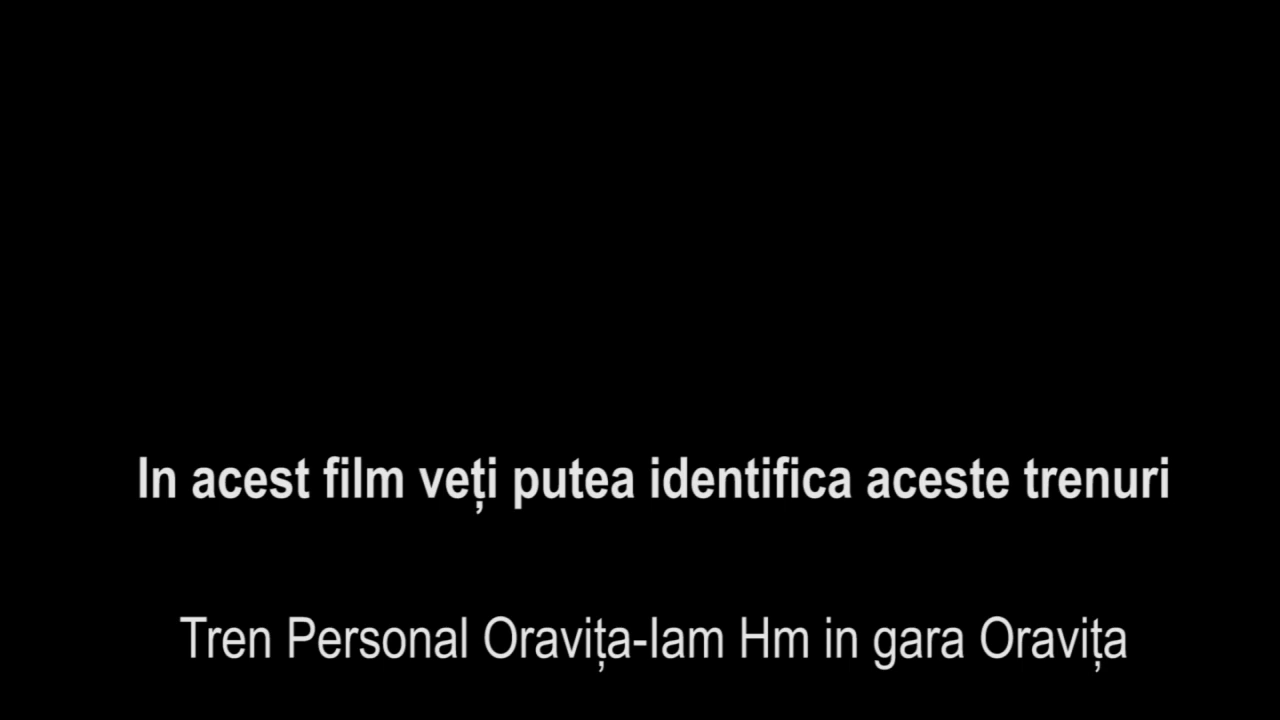 In acest film veți putea identifica aceste trenuri
Tren Personal Oravița-Iam Hm in gara Oravița